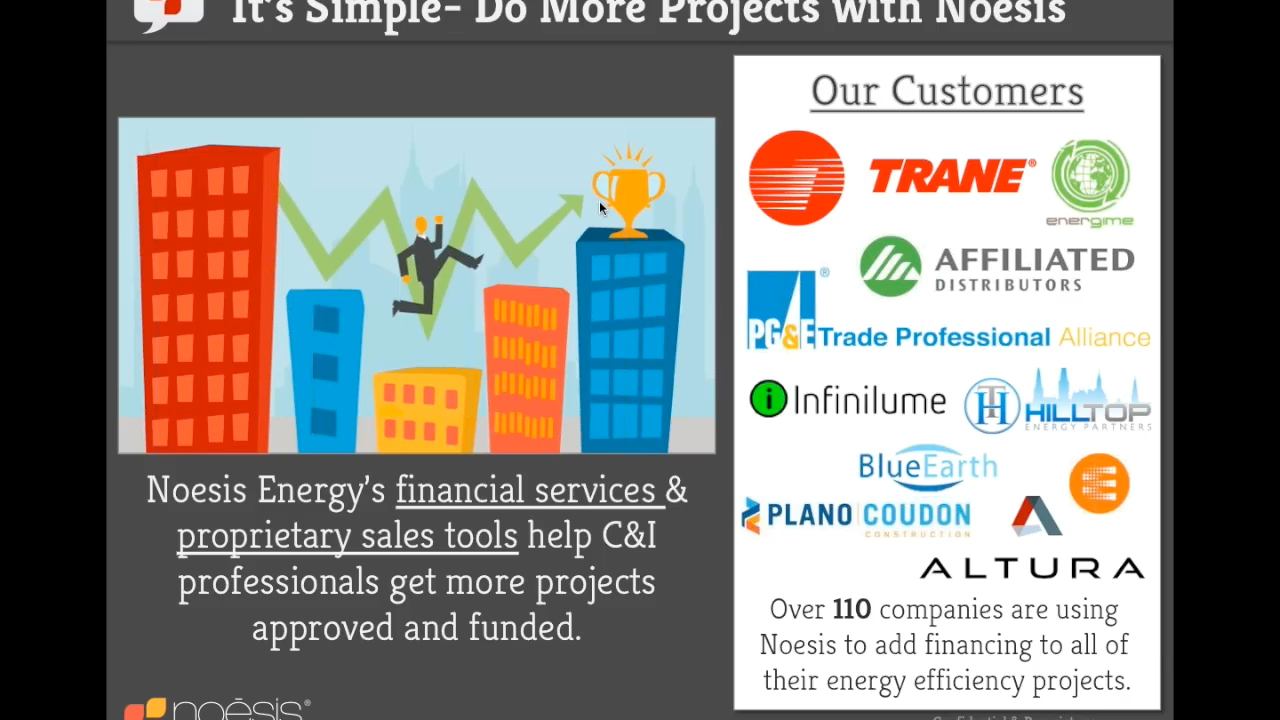 It's Simple- Do More Projects with Noesis
Noesis Energy's financial services &
proprietary sales tools help C&I
professionals get more projects
approved and funded.
noēsis®
Our Customers
TRANE®
energime
AFFILIATED
DISTRIBUTORS
PG&E®
Trade Professional Alliance
i Infinilume
TH
HILLTOP
ENERGY PARTNERS
BlueEarth
E
PLANO COUDON
CONSTRUCTION
ALTURA
Over 110 companies are using
Noesis to add financing to all of
their energy efficiency projects.